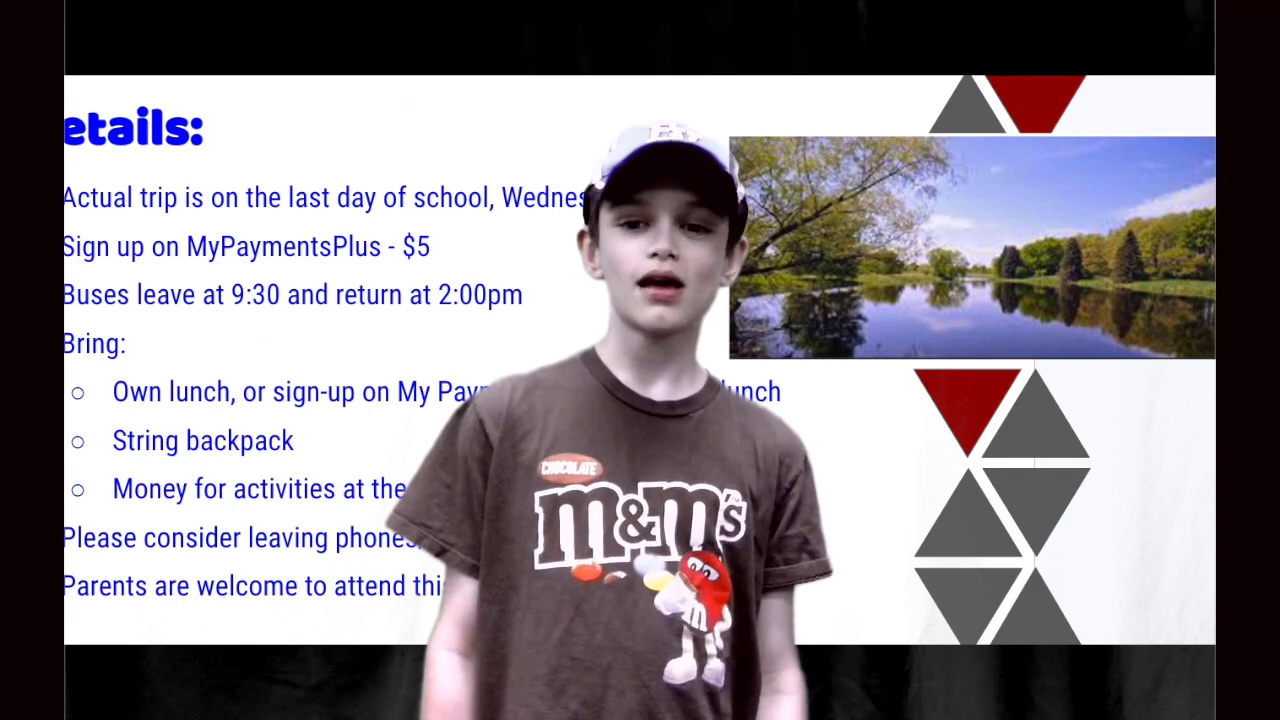 etails:
Actual trip is on the last day of school, Wednes
Sign up on MyPaymentsPlus - $5
Buses leave at 9:30 and return at 2:00pm
Bring:
○ Own lunch, or sign-up on My Paym unch
○ String backpack
○ Money for activities at the
Please consider leaving phones
Parents are welcome to attend this
CHOCOLATE
m&m's
m